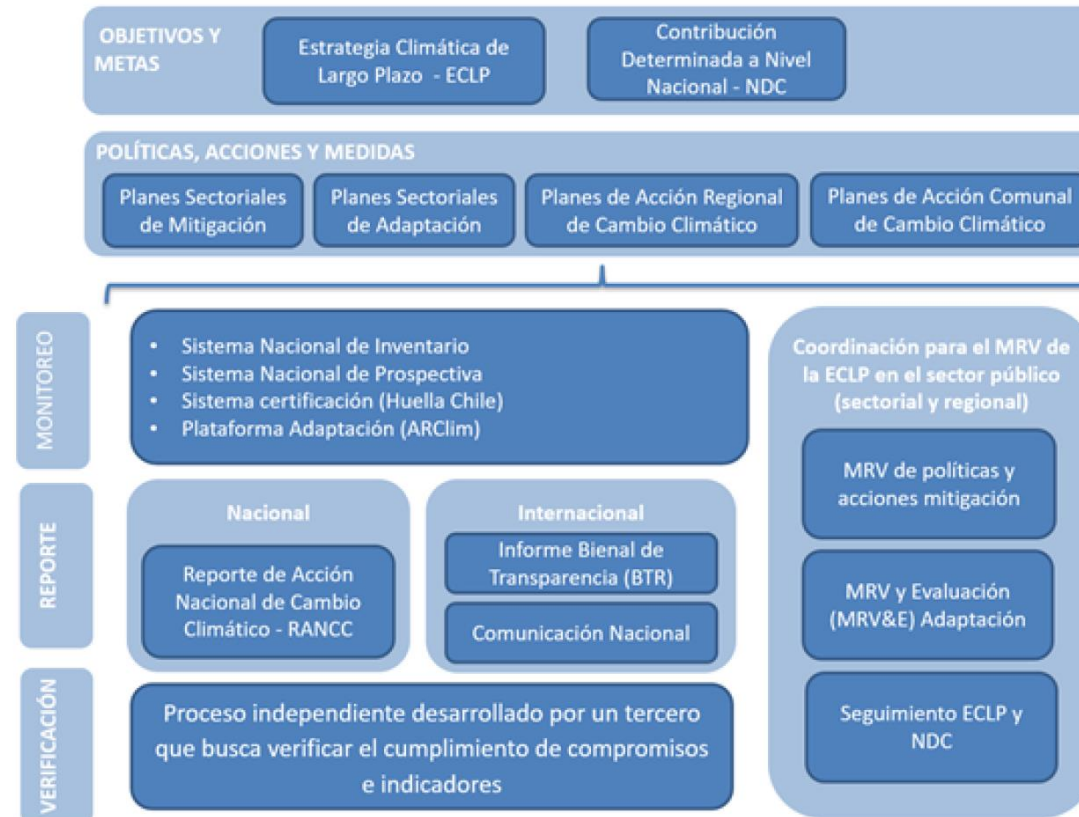 OBJETIVOS Y
METAS
Estrategia Climática de
Largo Plazo - ECLP
Contribución
Determinada a Nivel
Nacional - NDC
POLÍTICAS, ACCIONES Y MEDIDAS
Planes Sectoriales
de Mitigación
Planes Sectoriales
de Adaptación
Planes de Acción Regional
de Cambio Climático
Planes de Acción Comunal
de Cambio Climático
MONITOREO
• Sistema Nacional de Inventario
• Sistema Nacional de Prospectiva
• Sistema certificación (Huella Chile)
• Plataforma Adaptación (ARClim)
REPORTE
Nacional
Reporte de Acción
Nacional de Cambio
Climático - RANCC
Internacional
Informe Bienal de
Transparencia (BTR)
Comunicación Nacional
VERIFICACIÓN
Proceso independiente desarrollado por un tercero
que busca verificar el cumplimiento de compromisos
e indicadores
Coordinación para el MRV de
la ECLP en el sector público
(sectorial y regional)
MRV de políticas y
acciones mitigación
MRV y Evaluación
(MRV&E) Adaptación
Seguimiento ECLP y
NDC